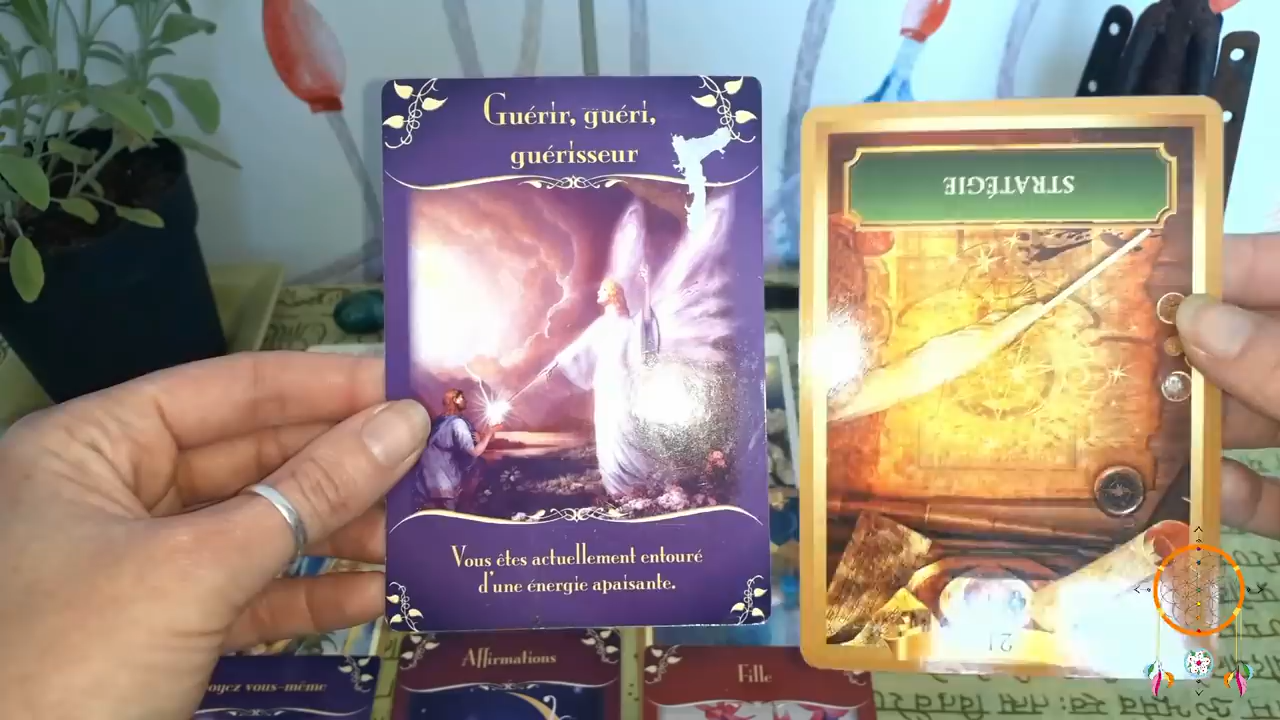 Guérir, guéri,
guérisseur
Vous êtes actuellement entouré
d'une énergie apaisante.
STRATÉGIE
21
oyez vous-même
Affirmations
Fille